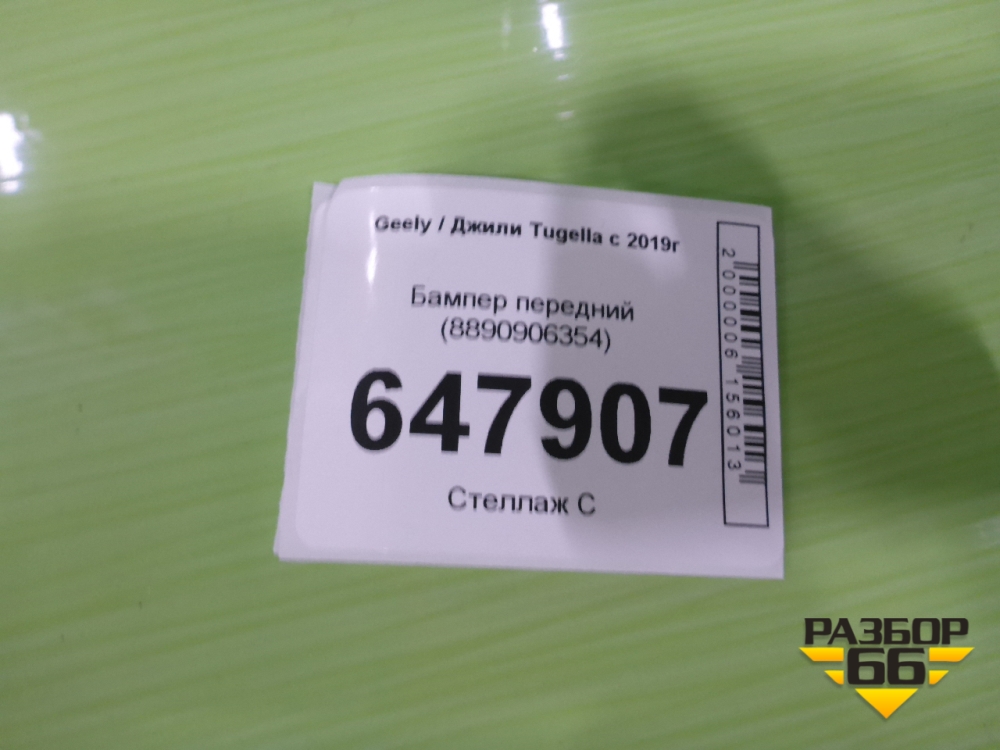 Geely / Джили Tugella с 2019г
Бампер передний
(8890906354)
647907
Стеллаж С
2000006156013
РАЗБОР
66